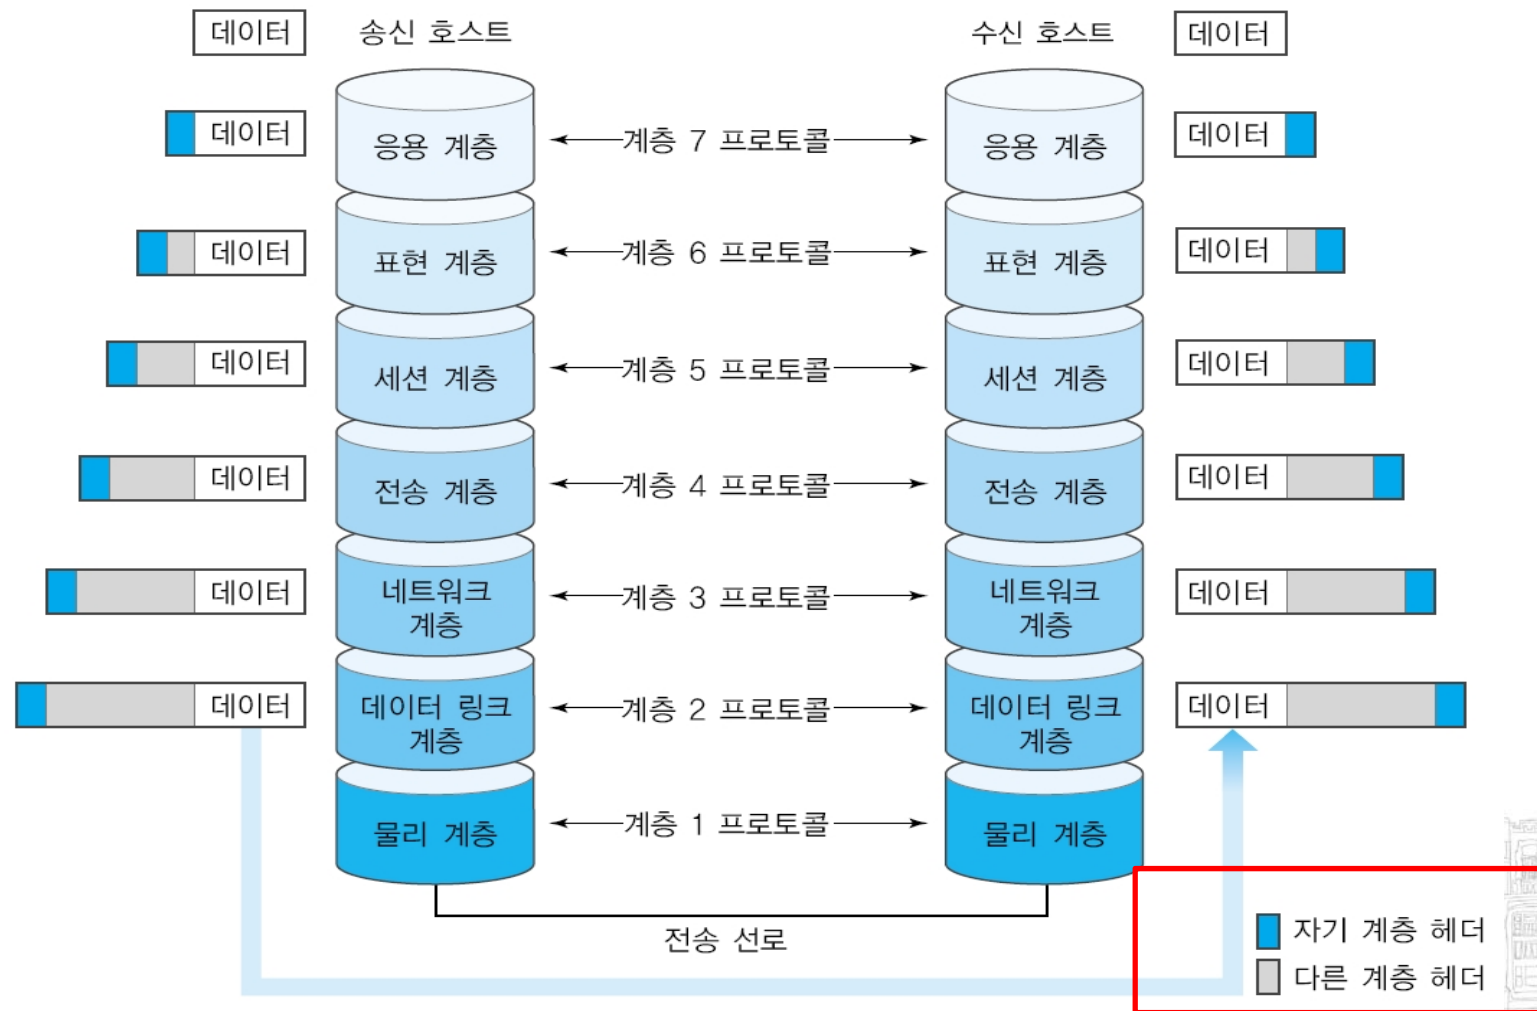 데이터 송신 호스트 수신 호스트 데이터
데이터 응용 계층 계층 7 프로토콜 응용 계층 데이터
데이터 표현 계층 계층 6 프로토콜 표현 계층 데이터
데이터 세션 계층 계층 5 프로토콜 세션 계층 데이터
데이터 전송 계층 계층 4 프로토콜 전송 계층 데이터
데이터 네트워크 계층 계층 3 프로토콜 네트워크 계층 데이터
데이터 데이터 링크 계층 계층 2 프로토콜 데이터 링크 계층 데이터
물리 계층 계층 1 프로토콜 물리 계층
전송 선로
자기 계층 헤더
다른 계층 헤더